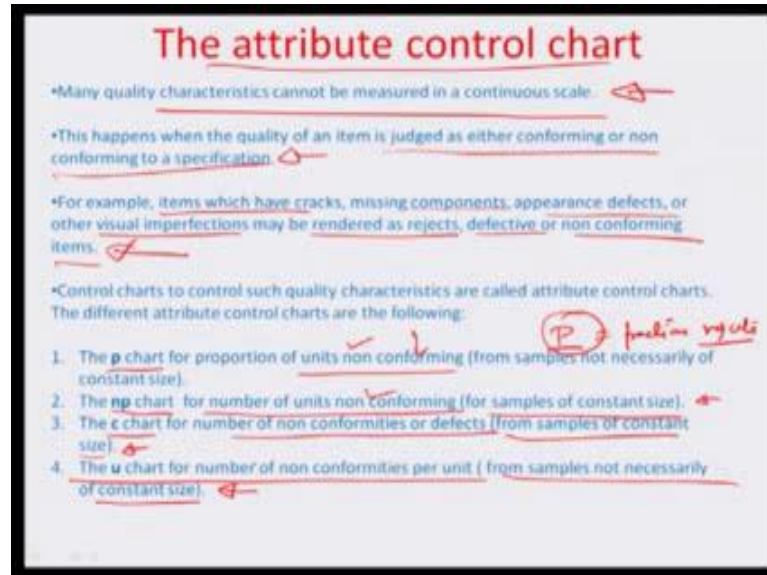 The attribute control chart
•Many quality characteristics cannot be measured in a continuous scale.
•This happens when the quality of an item is judged as either conforming or non
conforming to a specification.
•For example, items which have cracks, missing components, appearance defects, or
other visual imperfections may be rendered as rejects, defective or non conforming
items.
•Control charts to control such quality characteristics are called attribute control charts.
The different attribute control charts are the following:
P = fraction rejects
1. The p chart for proportion of units non conforming (from samples not necessarily of
constant size).
2. The np chart for number of units non conforming (for samples of constant size).
3. The c chart for number of non conformities or defects (from samples of constant
size).
4. The u chart for number of non conformities per unit ( from samples not necessarily
of constant size).